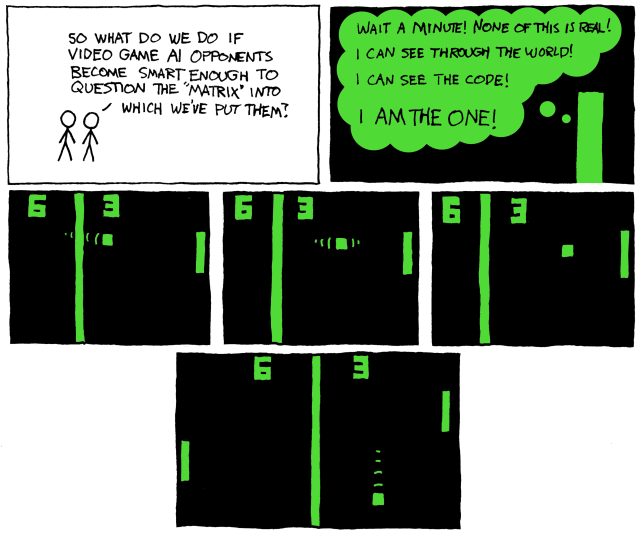 SO WHAT DO WE DO IF
VIDEO GAME AI OPPONENTS
BECOME SMART ENOUGH TO
QUESTION THE "MATRIX" INTO
WHICH WE'VE PUT THEM?
WAIT A MINUTE! NONE OF THIS IS REAL!
I CAN SEE THROUGH THE WORLD!
I CAN SEE THE CODE!
I AM THE ONE!
6 3
6 3
6 3
6 3